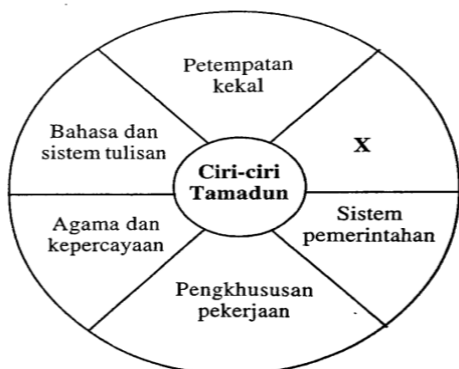 Petempatan
kekal
Bahasa dan
sistem tulisan
X
Ciri-ciri
Tamadun
Agama dan
kepercayaan
Sistem
pemerintahan
Pengkhususan
pekerjaan